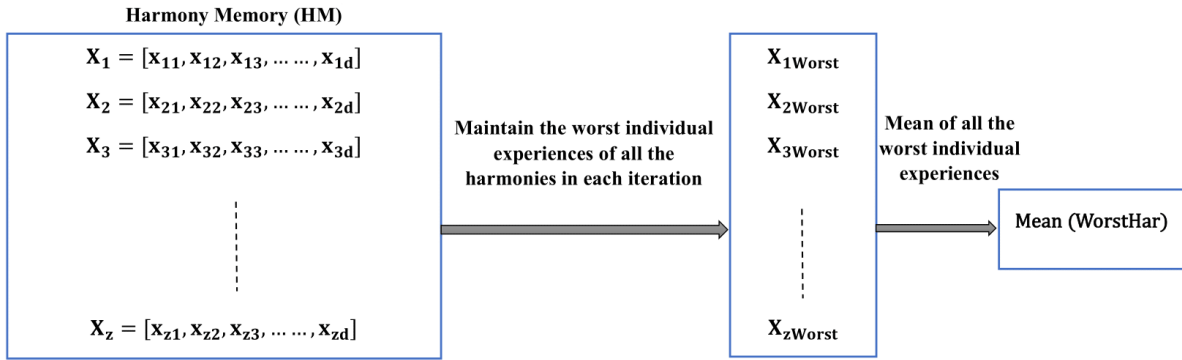 Harmony Memory (HM)
X₁ = [x₁₁, x₁₂, x₁₃, … …, x₁d]
X₂ = [x₂₁, x₂₂, x₂₃, … …, x₂d]
X₃ = [x₃₁, x₃₂, x₃₃, … …, x₃d]
Xz = [xz1, xz2, xz3, … …, xzd]
Maintain the worst individual
experiences of all the
harmonies in each iteration
X1Worst
X2Worst
X3Worst
XzWorst
Mean of all the
worst individual
experiences
Mean (WorstHar)